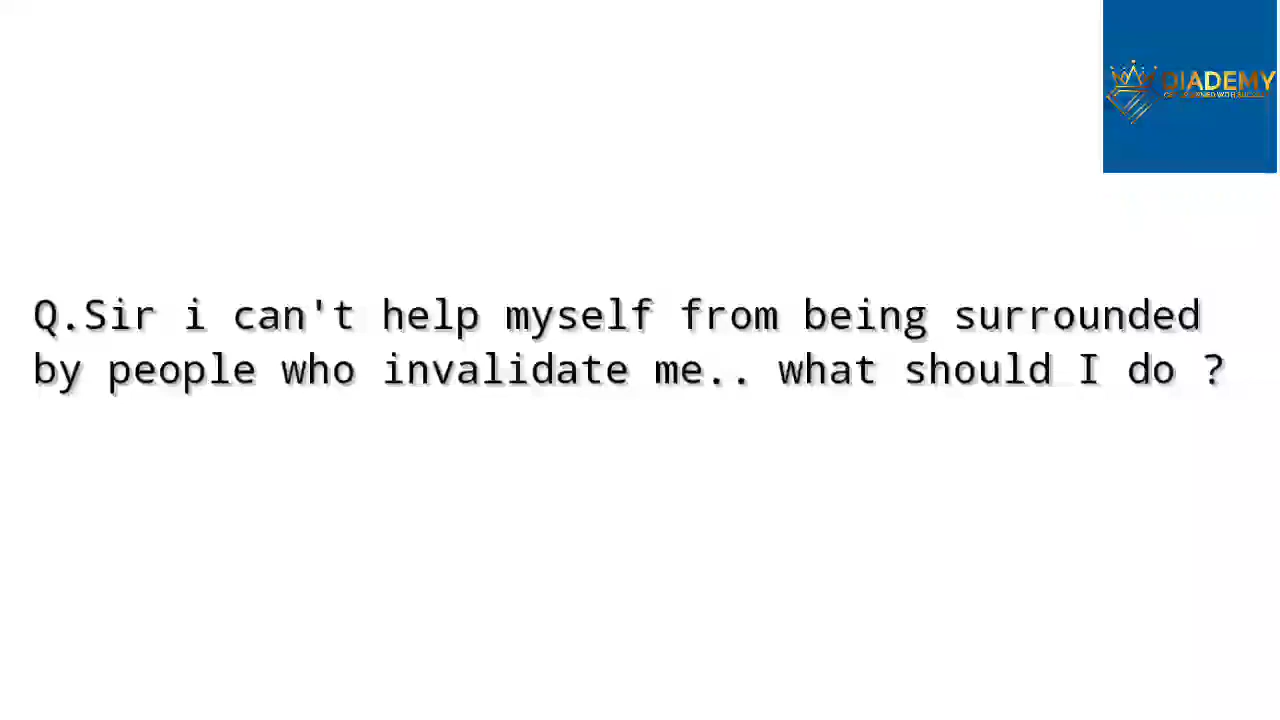 DIADEMY
Q.Sir i can't help myself from being surrounded
by people who invalidate me.. what should I do ?